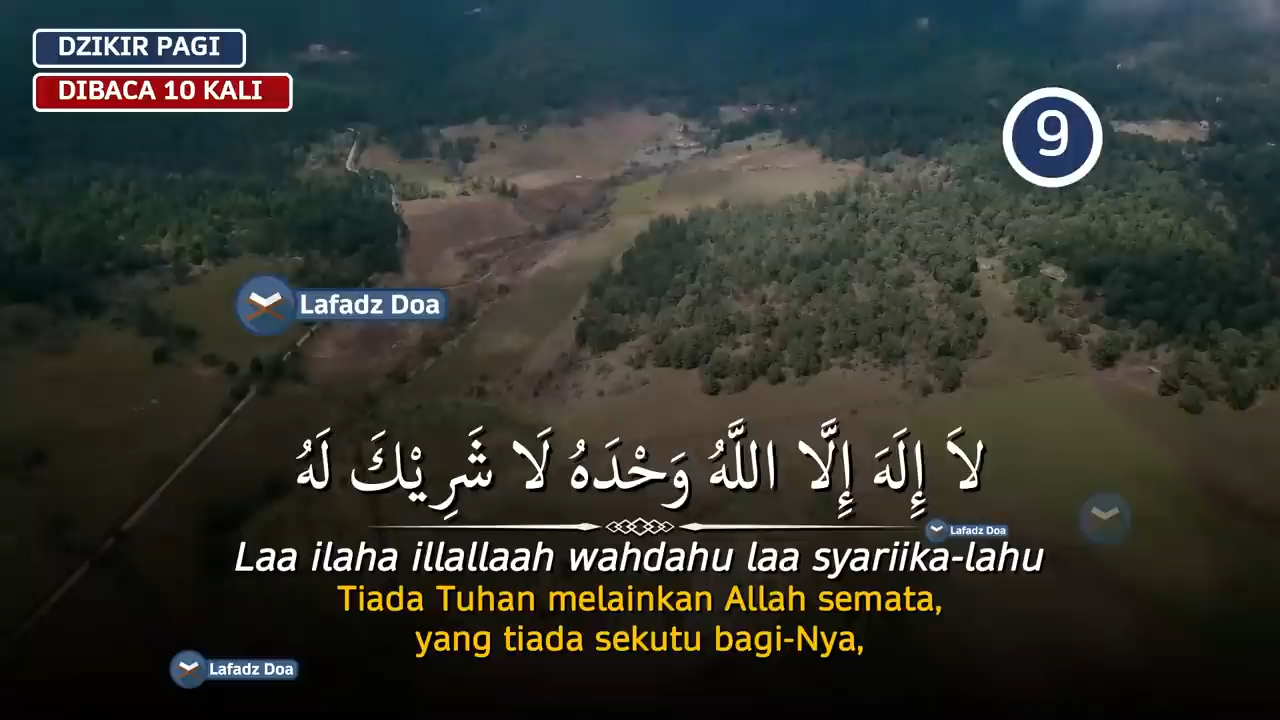 DZIKIR PAGI
DIBACA 10 KALI
9
Lafadz Doa
لاَ إِلَهَ إِلَّا اللَّهُ وَحْدَهُ لَا شَرِيْكَ لَهُ
Lafadz Doa
Laa ilaha illallaah wahdahu laa syariika-lahu
Tiada Tuhan melainkan Allah semata,
yang tiada sekutu bagi-Nya,
Lafadz Doa